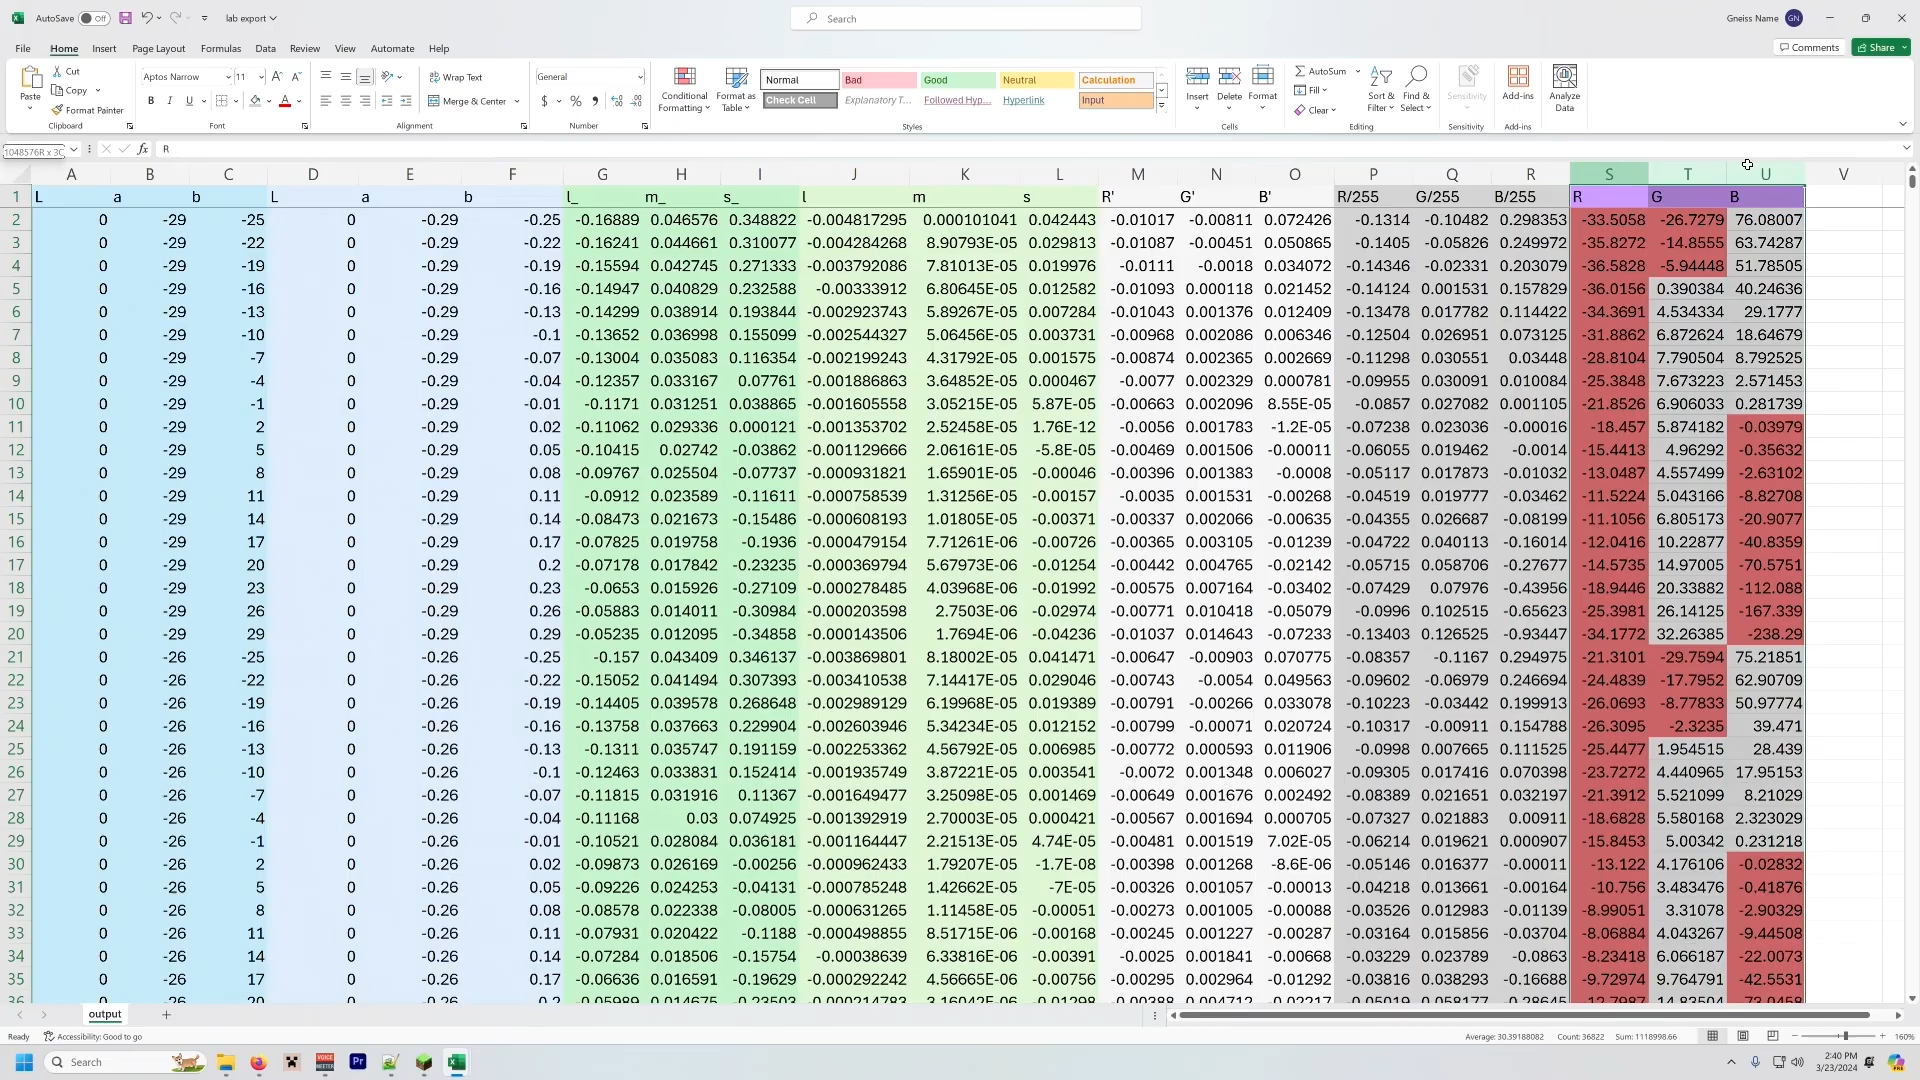 AutoSave Off lab export Search Gneiss Name GN
File Home Insert Page Layout Formulas Data Review View Automate Help Comments Share
Paste Cut Copy Format Painter Clipboard
Aptos Narrow 11 B I U Font
Wrap Text Merge & Center Alignment
General $ % Number
Conditional Formatting Format as Table Normal Bad Good Neutral Calculation
Check Cell Explanatory T... Followed Hyp... Hyperlink Input Styles
Insert Delete Format Cells
AutoSum Fill Clear Sort & Filter Find & Select Editing
Sensitivity Sensitivity Add-ins Add-ins Analyze Data
1048576R x 3C fx R
A B C D E F G H I J K L M N O P Q R S T U V
1 L a b L a b l_ m_ s_ l m s R' G' B' R/255 G/255 B/255 R G B
2 0 -29 -25 0 -0.29 -0.25 -0.16889 0.046576 0.348822 -0.004817295 0.000101041 0.042443 -0.01017 -0.00811 0.072426 -0.1314 -0.10482 0.298353 -33.5058 -26.7279 76.08007
3 0 -29 -22 0 -0.29 -0.22 -0.16241 0.044661 0.310077 -0.004284268 8.90793E-05 0.029813 -0.01087 -0.00451 0.050865 -0.1405 -0.05826 0.249972 -35.8272 -14.8555 63.74287
4 0 -29 -19 0 -0.29 -0.19 -0.15594 0.042745 0.271333 -0.003792086 7.81013E-05 0.019976 -0.0111 -0.0018 0.034072 -0.14346 -0.02331 0.203079 -36.5828 -5.94448 51.78505
5 0 -29 -16 0 -0.29 -0.16 -0.14947 0.040829 0.232588 -0.00333912 6.80645E-05 0.012582 -0.01093 0.000118 0.021452 -0.14124 0.001531 0.157829 -36.0156 0.390384 40.24636
6 0 -29 -13 0 -0.29 -0.13 -0.14299 0.038914 0.193844 -0.002923743 5.89267E-05 0.007284 -0.01043 0.001376 0.012409 -0.13478 0.017782 0.114422 -34.3691 4.534334 29.1777
7 0 -29 -10 0 -0.29 -0.1 -0.13652 0.036998 0.155099 -0.002544327 5.06456E-05 0.003731 -0.00968 0.002086 0.006346 -0.12504 0.026951 0.073125 -31.8862 6.872624 18.64679
8 0 -29 -7 0 -0.29 -0.07 -0.13004 0.035083 0.116354 -0.002199243 4.31792E-05 0.001575 -0.00874 0.002365 0.002669 -0.11298 0.030551 0.03448 -28.8104 7.790504 8.792525
9 0 -29 -4 0 -0.29 -0.04 -0.12357 0.033167 0.07761 -0.001886863 3.64852E-05 0.000467 -0.0077 0.002329 0.000781 -0.09955 0.030091 0.010084 -25.3848 7.673223 2.571453
10 0 -29 -1 0 -0.29 -0.01 -0.1171 0.031251 0.038865 -0.001605558 3.05215E-05 5.87E-05 -0.00663 0.002096 8.55E-05 -0.0857 0.027082 0.001105 -21.8526 6.906033 0.281739
11 0 -29 2 0 -0.29 0.02 -0.11062 0.029336 0.000121 -0.001353702 2.52458E-05 1.76E-12 -0.0056 0.001783 -1.2E-05 -0.07238 0.023036 -0.00016 -18.457 5.874182 -0.03979
12 0 -29 5 0 -0.29 0.05 -0.10415 0.02742 -0.03862 -0.001129666 2.06161E-05 -5.8E-05 -0.00469 0.001506 -0.00011 -0.06055 0.019462 -0.0014 -15.4413 4.96292 -0.35632
13 0 -29 8 0 -0.29 0.08 -0.09767 0.025504 -0.07737 -0.000931821 1.65901E-05 -0.00046 -0.00396 0.001383 -0.0008 -0.05117 0.017873 -0.01032 -13.0487 4.557499 -2.63102
14 0 -29 11 0 -0.29 0.11 -0.0912 0.023589 -0.11611 -0.000758539 1.31256E-05 -0.00157 -0.0035 0.001531 -0.00268 -0.04519 0.019777 -0.03462 -11.5224 5.043166 -8.82708
15 0 -29 14 0 -0.29 0.14 -0.08473 0.021673 -0.15486 -0.000608193 1.01805E-05 -0.00371 -0.00337 0.002066 -0.00635 -0.04355 0.026687 -0.08199 -11.1056 6.805173 -20.9077
16 0 -29 17 0 -0.29 0.17 -0.07825 0.019758 -0.1936 -0.000479154 7.71261E-06 -0.00726 -0.00365 0.003105 -0.01239 -0.04722 0.040113 -0.16014 -12.0416 10.22877 -40.8359
17 0 -29 20 0 -0.29 0.2 -0.07178 0.017842 -0.23235 -0.000369794 5.67973E-06 -0.01254 -0.00442 0.004765 -0.02142 -0.05715 0.058706 -0.27677 -14.5735 14.97005 -70.5751
18 0 -29 23 0 -0.29 0.23 -0.0653 0.015926 -0.27109 -0.000278485 4.03968E-06 -0.01992 -0.00575 0.007164 -0.03402 -0.07429 0.07976 -0.43956 -18.9446 20.33882 -112.088
19 0 -29 26 0 -0.29 0.26 -0.05883 0.014011 -0.30984 -0.000203598 2.7503E-06 -0.02974 -0.00771 0.010418 -0.05079 -0.0996 0.102515 -0.65623 -25.3981 26.14125 -167.339
20 0 -29 29 0 -0.29 0.29 -0.05235 0.012095 -0.34858 -0.000143506 1.7694E-06 -0.04236 -0.01037 0.014643 -0.07233 -0.13403 0.126525 -0.93447 -34.1772 32.26385 -238.29
21 0 -26 -25 0 -0.26 -0.25 -0.157 0.043409 0.346137 -0.003869801 8.18002E-05 0.041471 -0.00647 -0.00903 0.070775 -0.08357 -0.1167 0.294975 -21.3101 -29.7594 75.21851
22 0 -26 -22 0 -0.26 -0.22 -0.15052 0.041494 0.307393 -0.003410538 7.14417E-05 0.029046 -0.00743 -0.0054 0.049563 -0.09602 -0.06979 0.246694 -24.4839 -17.7952 62.90709
23 0 -26 -19 0 -0.26 -0.19 -0.14405 0.039578 0.268648 -0.002989129 6.19968E-05 0.019389 -0.00791 -0.00266 0.033078 -0.10223 -0.03442 0.199913 -26.0693 -8.77833 50.97774
24 0 -26 -16 0 -0.26 -0.16 -0.13758 0.037663 0.229904 -0.002603946 5.34234E-05 0.012152 -0.00799 -0.00071 0.020724 -0.10317 -0.00911 0.154788 -26.3095 -2.3235 39.471
25 0 -26 -13 0 -0.26 -0.13 -0.1311 0.035747 0.191159 -0.002253362 4.56792E-05 0.006985 -0.00772 0.000593 0.011906 -0.0998 0.007665 0.111525 -25.4477 1.954515 28.439
26 0 -26 -10 0 -0.26 -0.1 -0.12463 0.033831 0.152414 -0.001935749 3.87221E-05 0.003541 -0.0072 0.001348 0.006027 -0.09305 0.017416 0.070398 -23.7272 4.440965 17.95153
27 0 -26 -7 0 -0.26 -0.07 -0.11815 0.031916 0.11367 -0.001649477 3.25098E-05 0.001469 -0.00649 0.001676 0.002492 -0.08389 0.021651 0.032197 -21.3912 5.521099 8.21029
28 0 -26 -4 0 -0.26 -0.04 -0.11168 0.03 0.074925 -0.001392919 2.70003E-05 0.000421 -0.00567 0.001694 0.000705 -0.07327 0.021883 0.00911 -18.6828 5.580168 2.323029
29 0 -26 -1 0 -0.26 -0.01 -0.10521 0.028084 0.036181 -0.001164447 2.21513E-05 4.74E-05 -0.00481 0.001519 7.02E-05 -0.06214 0.019621 0.000907 -15.8453 5.00342 0.231218
30 0 -26 2 0 -0.26 0.02 -0.09873 0.026169 -0.00256 -0.000962433 1.79207E-05 -1.7E-08 -0.00398 0.001268 -8.6E-06 -0.05146 0.016377 -0.00011 -13.122 4.176106 -0.02832
31 0 -26 5 0 -0.26 0.05 -0.09226 0.024253 -0.04131 -0.000785248 1.42662E-05 -7E-05 -0.00326 0.001057 -0.00013 -0.04218 0.013661 -0.00164 -10.756 3.483476 -0.41876
32 0 -26 8 0 -0.26 0.08 -0.08578 0.022338 -0.08005 -0.000631265 1.11458E-05 -0.00051 -0.00273 0.001005 -0.00088 -0.03526 0.012983 -0.01139 -8.99051 3.31078 -2.90329
33 0 -26 11 0 -0.26 0.11 -0.07931 0.020422 -0.1188 -0.000498855 8.51715E-06 -0.00168 -0.00245 0.001227 -0.00287 -0.03164 0.015856 -0.03704 -8.06884 4.043267 -9.44508
34 0 -26 14 0 -0.26 0.14 -0.07284 0.018506 -0.15754 -0.00038639 6.33816E-06 -0.00391 -0.0025 0.001841 -0.00668 -0.03229 0.023789 -0.0863 -8.23418 6.066187 -22.0073
35 0 -26 17 0 -0.26 0.17 -0.06636 0.016591 -0.19629 -0.000292242 4.56665E-06 -0.00756 -0.00295 0.002964 -0.01292 -0.03816 0.038293 -0.16688 -9.72974 9.764791 -42.5531
output
Ready Accessibility: Good to go Average: 30.39188082 Count: 36822 Sum: 1118998.66 160%
Search VOICE MEETER Pr 2:40 PM
3/23/2024